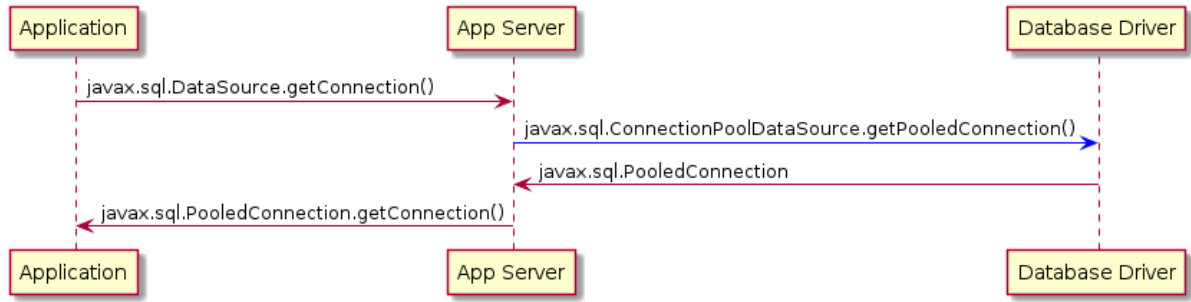 Application
App Server
Database Driver
javax.sql.DataSource.getConnection()
javax.sql.ConnectionPoolDataSource.getPooledConnection()
javax.sql.PooledConnection
javax.sql.PooledConnection.getConnection()
Application
App Server
Database Driver